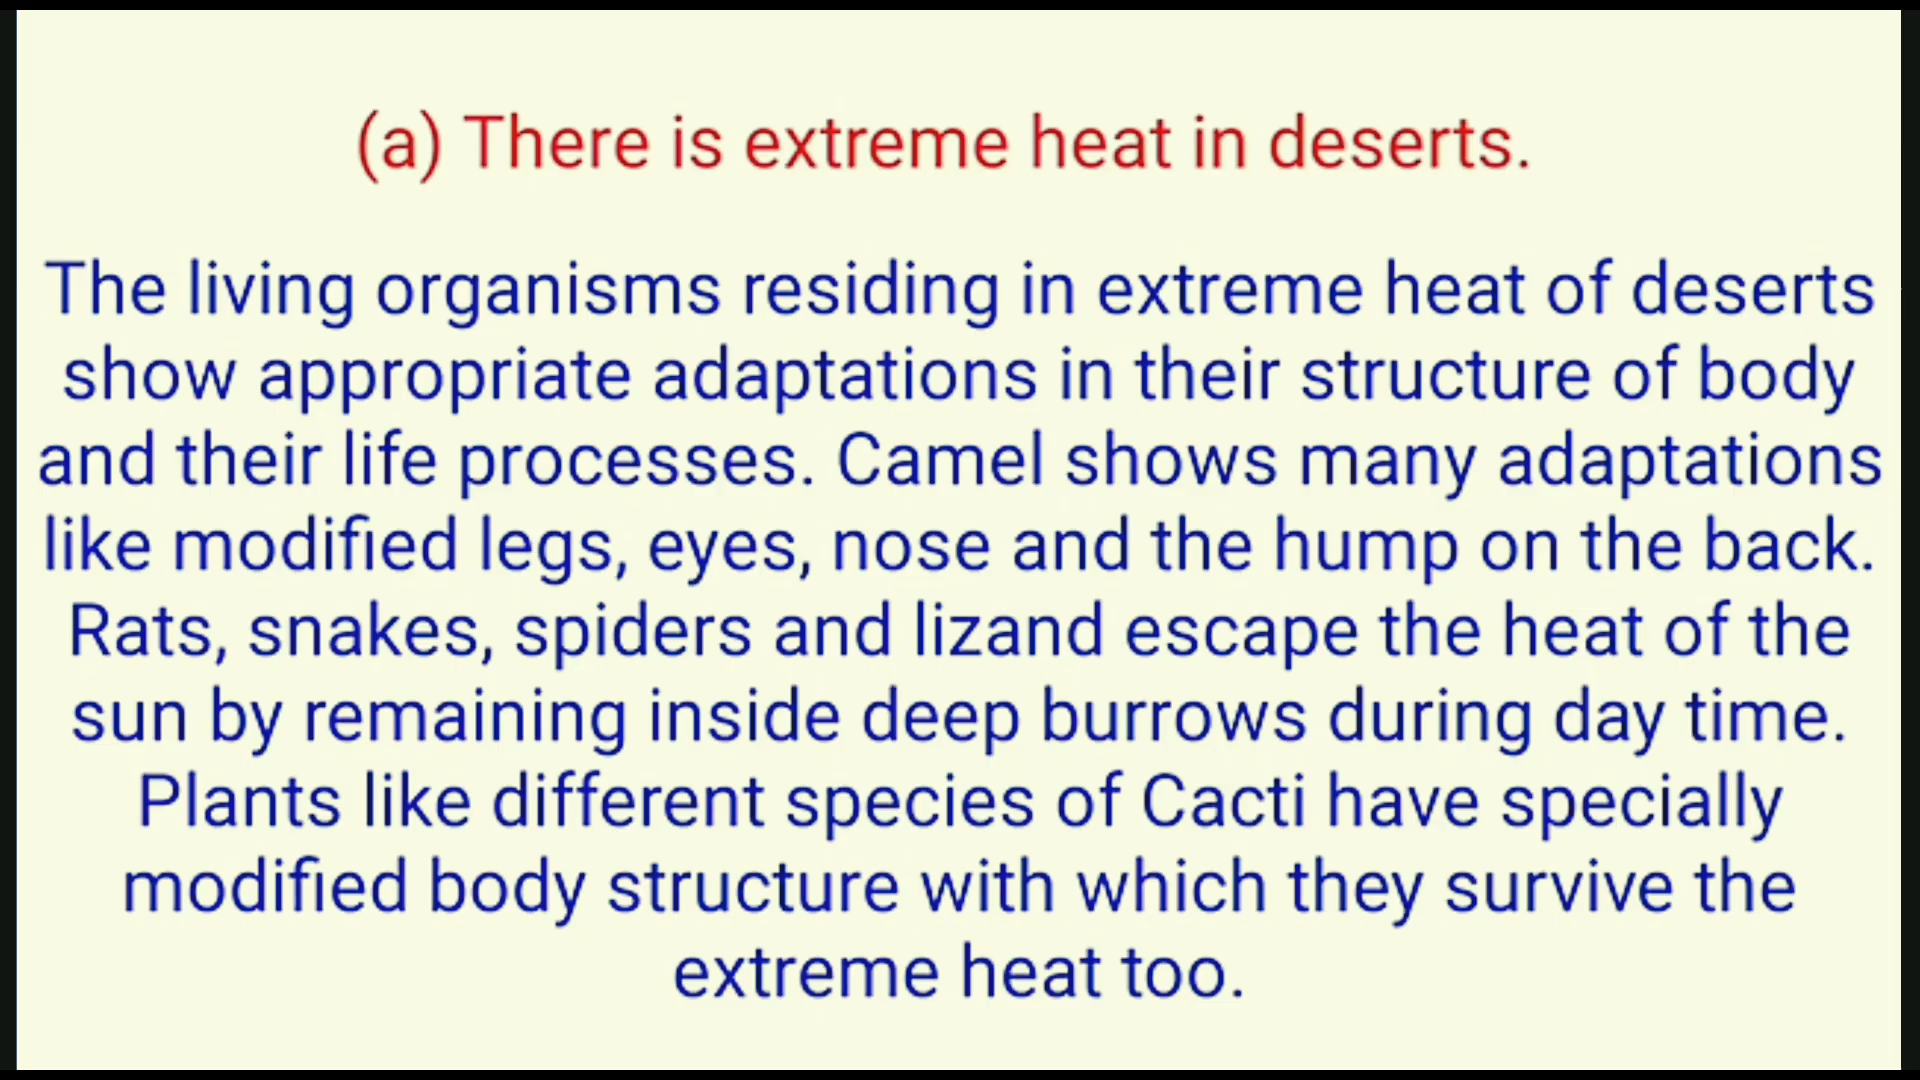 (a) There is extreme heat in deserts.
The living organisms residing in extreme heat of deserts
show appropriate adaptations in their structure of body
and their life processes. Camel shows many adaptations
like modified legs, eyes, nose and the hump on the back.
Rats, snakes, spiders and lizand escape the heat of the
sun by remaining inside deep burrows during day time.
Plants like different species of Cacti have specially
modified body structure with which they survive the
extreme heat too.